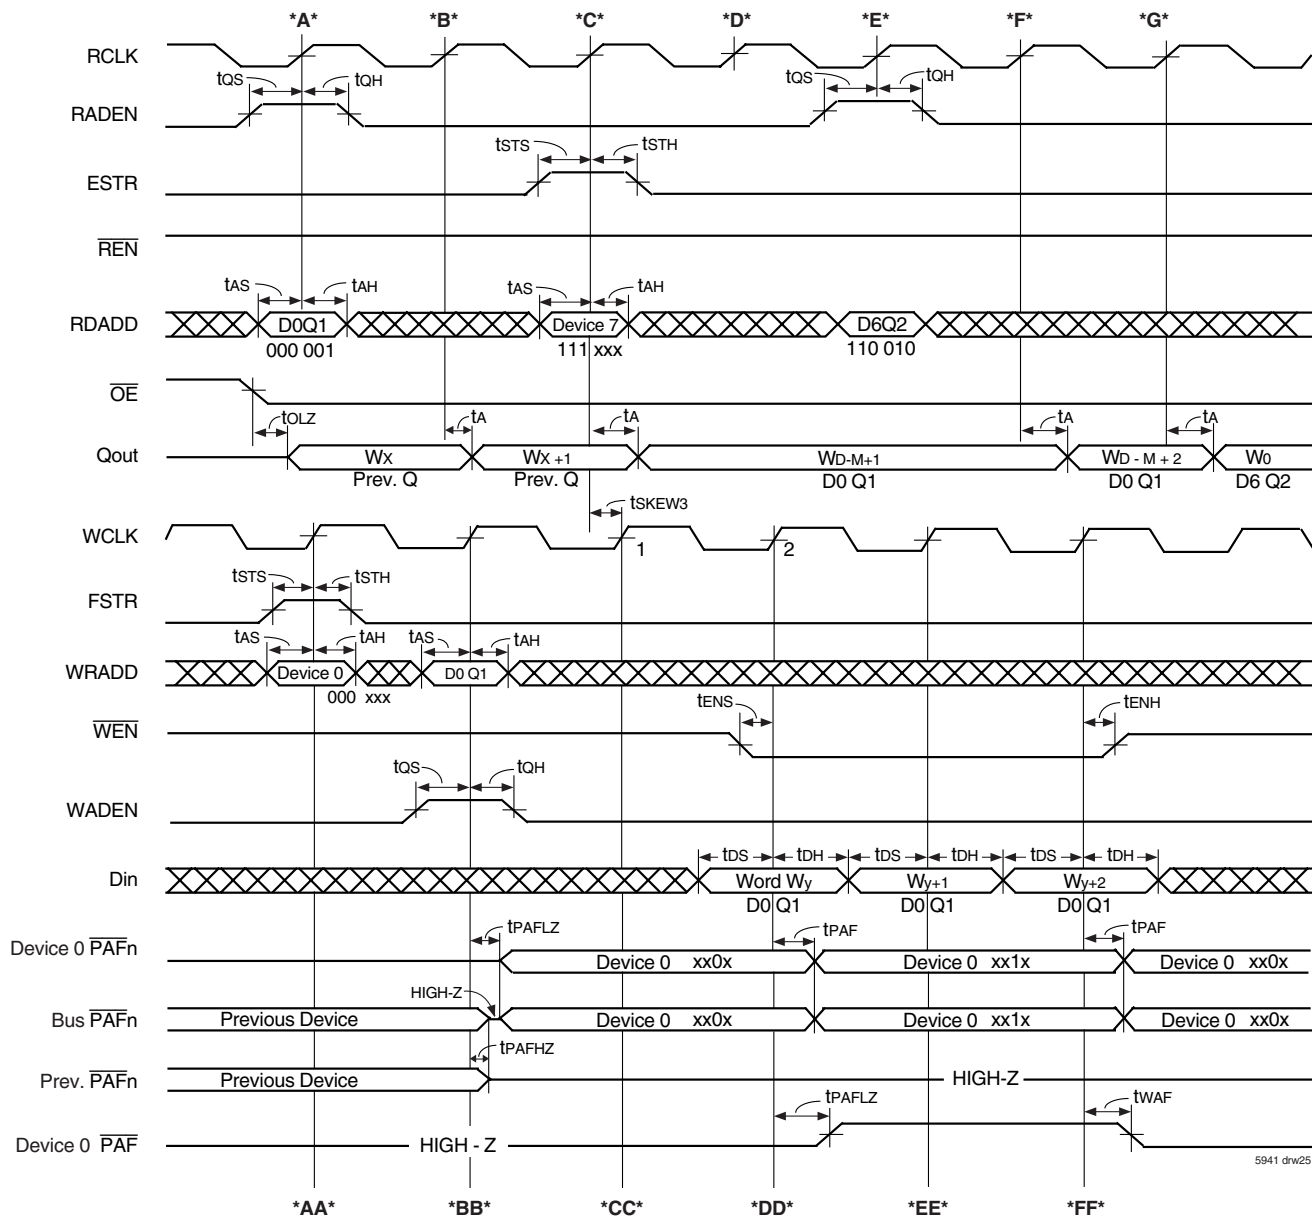 *A* *B* *C* *D* *E* *F* *G*
RCLK
tQS tQH tQS tQH
RADEN
tSTS tSTH
ESTR
REN
tAS tAH tAS tAH
RDADD D0Q1 Device 7 D6Q2
000 001 111 xxx 110 010
OE
tOLZ tA tA tA tA
Qout WX WX +1 WD-M+1 WD - M + 2 W0
Prev. Q Prev. Q D0 Q1 D0 Q1 D6 Q2
tSKEW3
WCLK 1 2
tSTS tSTH
FSTR
tAS tAH tAS tAH
WRADD Device 0 D0 Q1
000 xxx
tENS tENH
WEN
tQS tQH
WADEN
tDS tDH tDS tDH tDS tDH
Din Word Wy Wy+1 Wy+2
D0 Q1 D0 Q1 D0 Q1
tPAFLZ tPAF tPAF
Device 0 PAFn Device 0 xx0x Device 0 xx1x Device 0 xx0x
HIGH-Z
Bus PAFn Previous Device Device 0 xx0x Device 0 xx1x Device 0 xx0x
tPAFHZ
Prev. PAFn Previous Device HIGH-Z
tPAFLZ tWAF
Device 0 PAF HIGH - Z
5941 drw25
*AA* *BB* *CC* *DD* *EE* *FF*